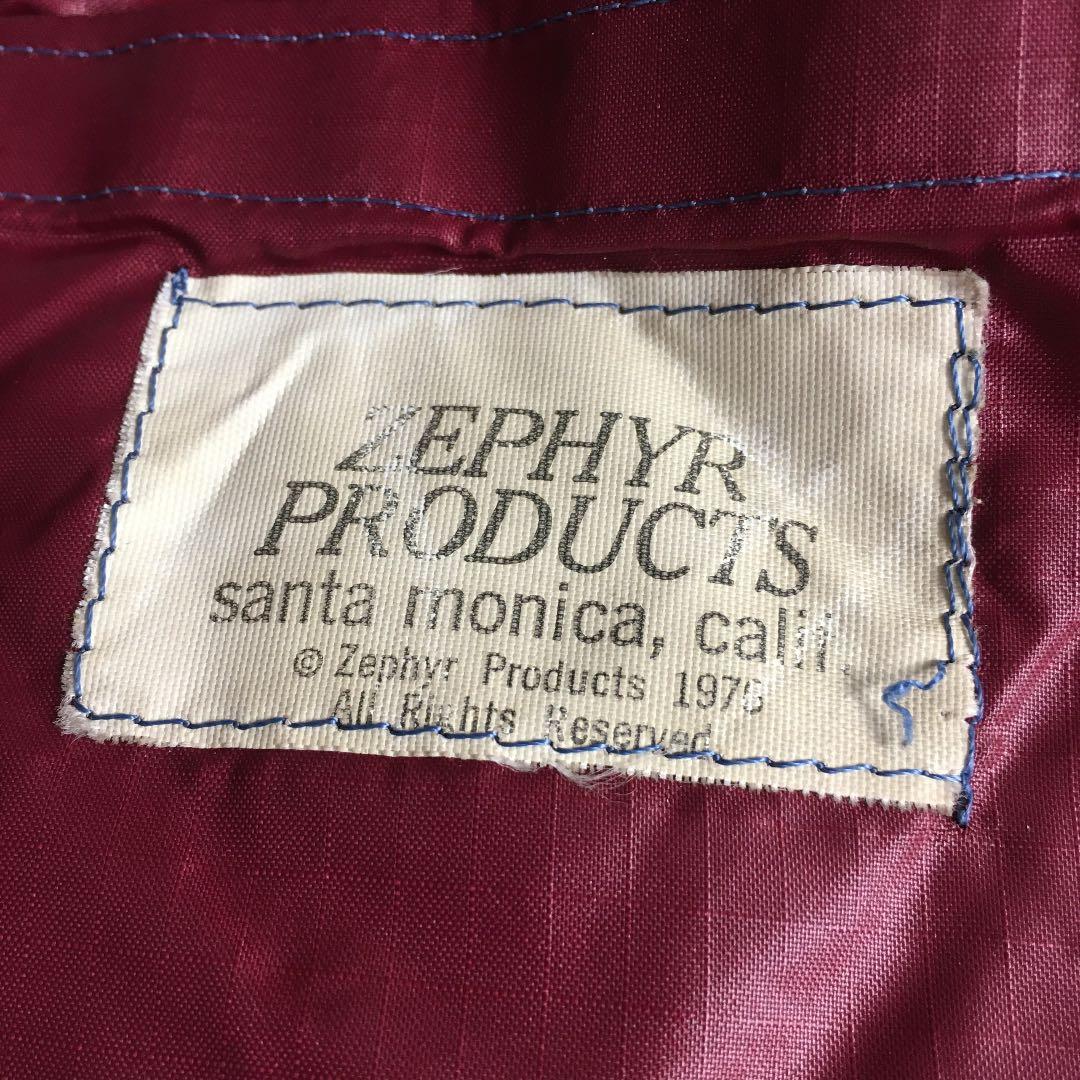 ZEPHYR
PRODUCTS
santa monica, calif.
© Zephyr Products 1976
All Rights Reserved